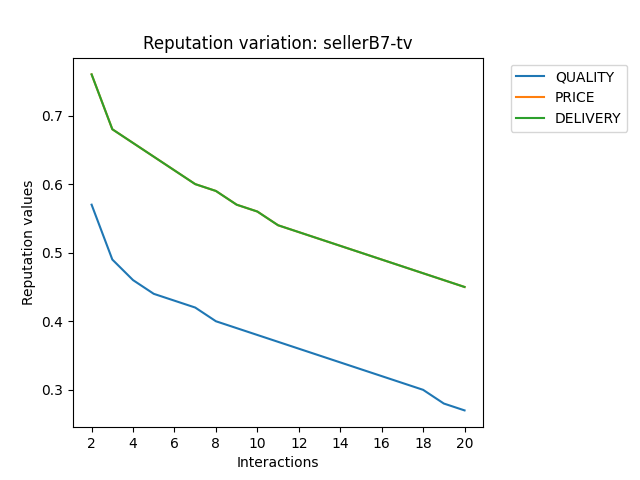 Reputation variation: sellerB7-tv
QUALITY
PRICE
DELIVERY
Reputation values
0.7
0.6
0.5
0.4
0.3
2 4 6 8 10 12 14 16 18 20
Interactions